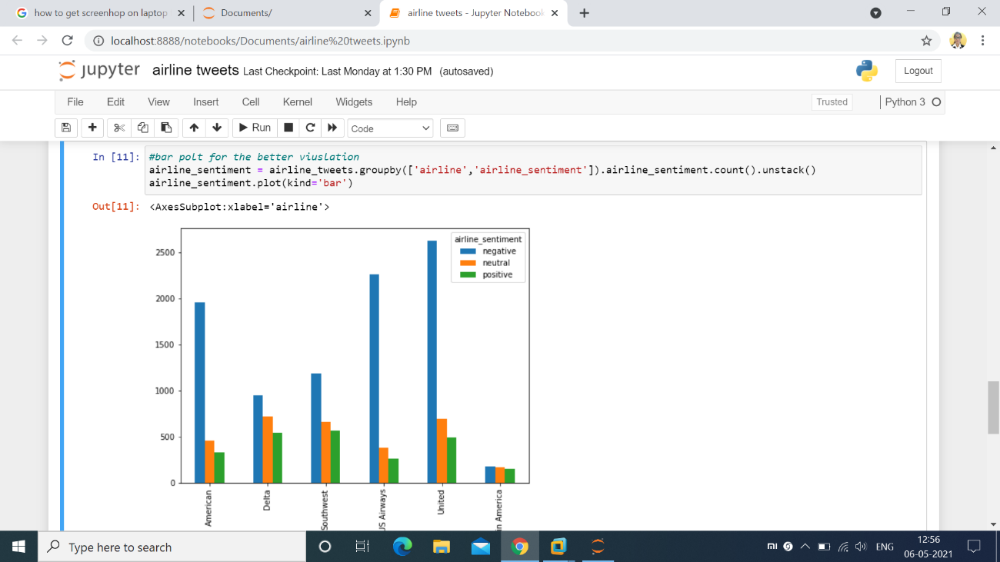 how to get screenhop on laptop
Documents/
airline tweets - Jupyter Notebook
localhost:8888/notebooks/Documents/airline%20tweets.ipynb
jupyter airline tweets Last Checkpoint: Last Monday at 1:30 PM (autosaved)
Logout
File Edit View Insert Cell Kernel Widgets Help
Trusted
Python 3
Run
Code
In [11]:
#bar polt for the better viuslation
airline_sentiment = airline_tweets.groupby(['airline','airline_sentiment']).airline_sentiment.count().unstack()
airline_sentiment.plot(kind='bar')
Out[11]: <AxesSubplot:xlabel='airline'>
airline_sentiment
negative
neutral
positive
2500
2000
1500
1000
500
0
American
Delta
Southwest
US Airways
United
in America
Type here to search
mi
ENG
12:56
06-05-2021